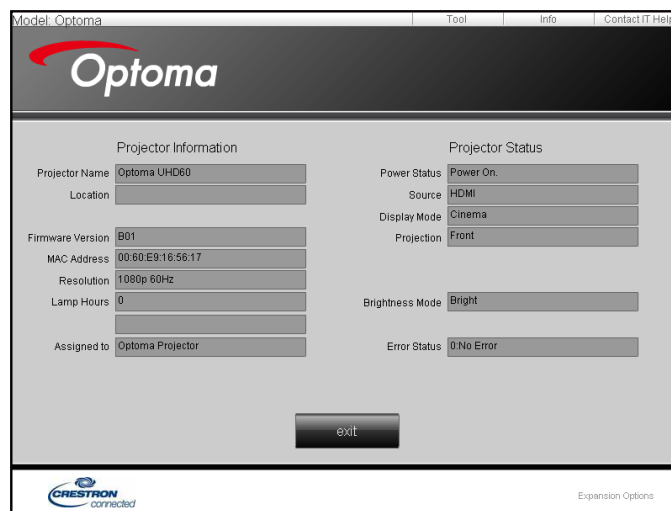 Model: Optoma
Tool Info Contact IT Help
Optoma
Projector Information
Projector Name Optoma UHD60
Location
Firmware Version B01
MAC Address 00:60:E9:16:56:17
Resolution 1080p 60Hz
Lamp Hours 0
Assigned to Optoma Projector
Projector Status
Power Status Power On.
Source HDMI
Display Mode Cinema
Projection Front
Brightness Mode Bright
Error Status 0:No Error
exit
CRESTRON
connected
Expansion Options